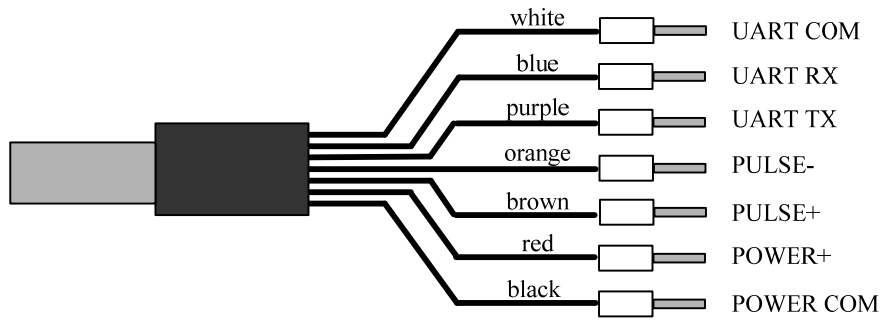 white UART COM
blue UART RX
purple UART TX
orange PULSE-
brown PULSE+
red POWER+
black POWER COM